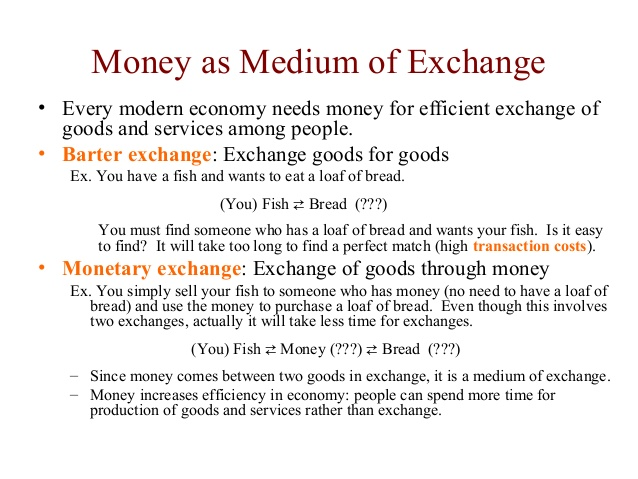 Money as Medium of Exchange
• Every modern economy needs money for efficient exchange of
goods and services among people.
• Barter exchange: Exchange goods for goods
Ex. You have a fish and wants to eat a loaf of bread.
(You) Fish ⇄ Bread (???)
You must find someone who has a loaf of bread and wants your fish. Is it easy
to find? It will take too long to find a perfect match (high transaction costs).
• Monetary exchange: Exchange of goods through money
Ex. You simply sell your fish to someone who has money (no need to have a loaf of
bread) and use the money to purchase a loaf of bread. Even though this involves
two exchanges, actually it will take less time for exchanges.
(You) Fish ⇄ Money (???) ⇄ Bread (???)
– Since money comes between two goods in exchange, it is a medium of exchange.
– Money increases efficiency in economy: people can spend more time for
production of goods and services rather than exchange.